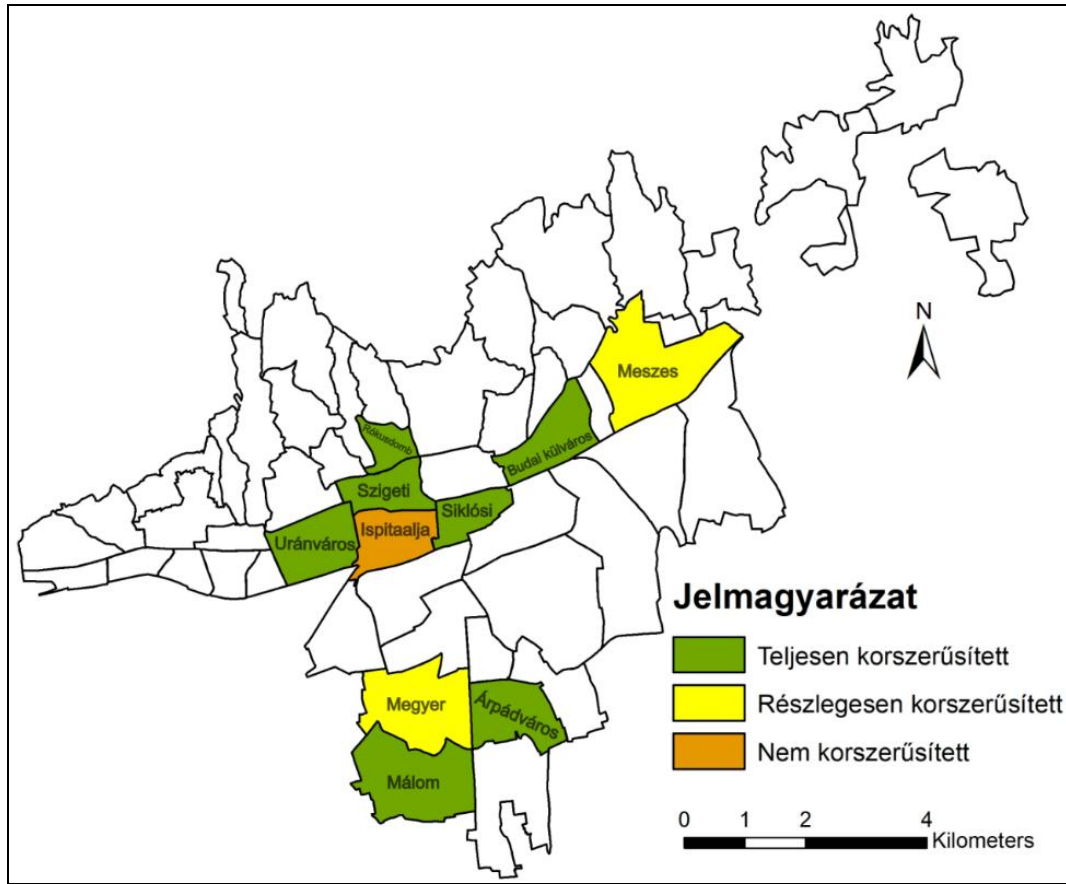 N
Meszes
Rókusdomb
Budai külváros
Szigeti
Siklósi
Ispitaalja
Uránváros
Megyer
Árpádváros
Málom
Jelmagyarázat
Teljesen korszerűsített
Részlegesen korszerűsített
Nem korszerűsített
0 1 2 4
Kilometers